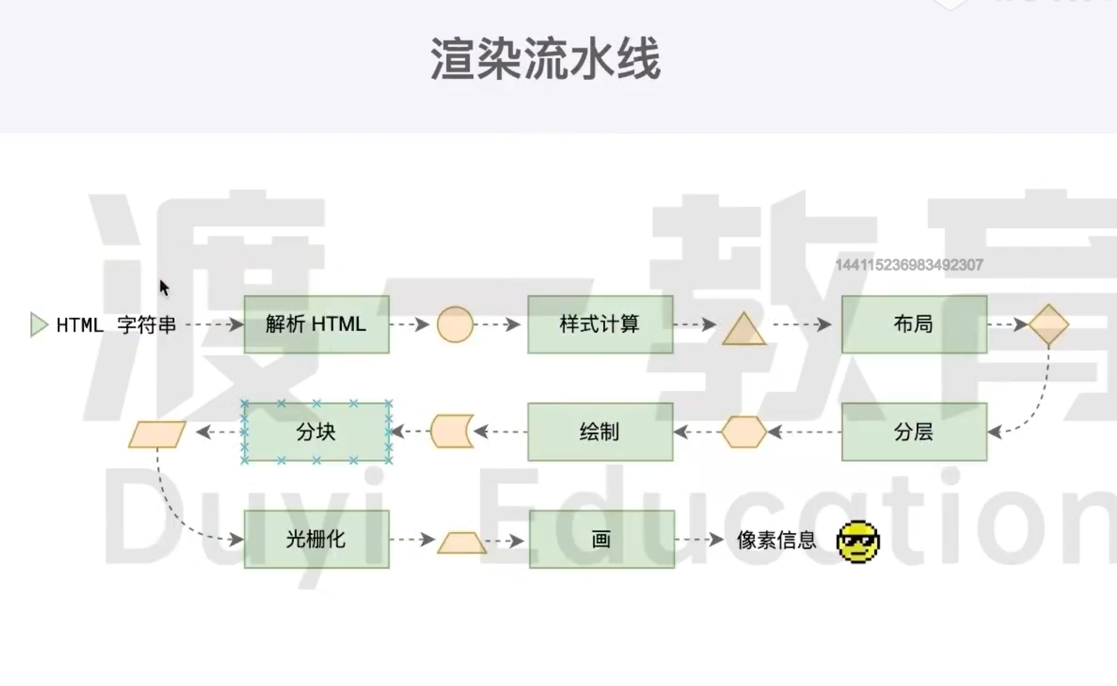 渲染流水线
144115236983492307
HTML 字符串
解析 HTML
样式计算
布局
分层
绘制
分块
光栅化
画
像素信息
渡一教育
Duyi Education